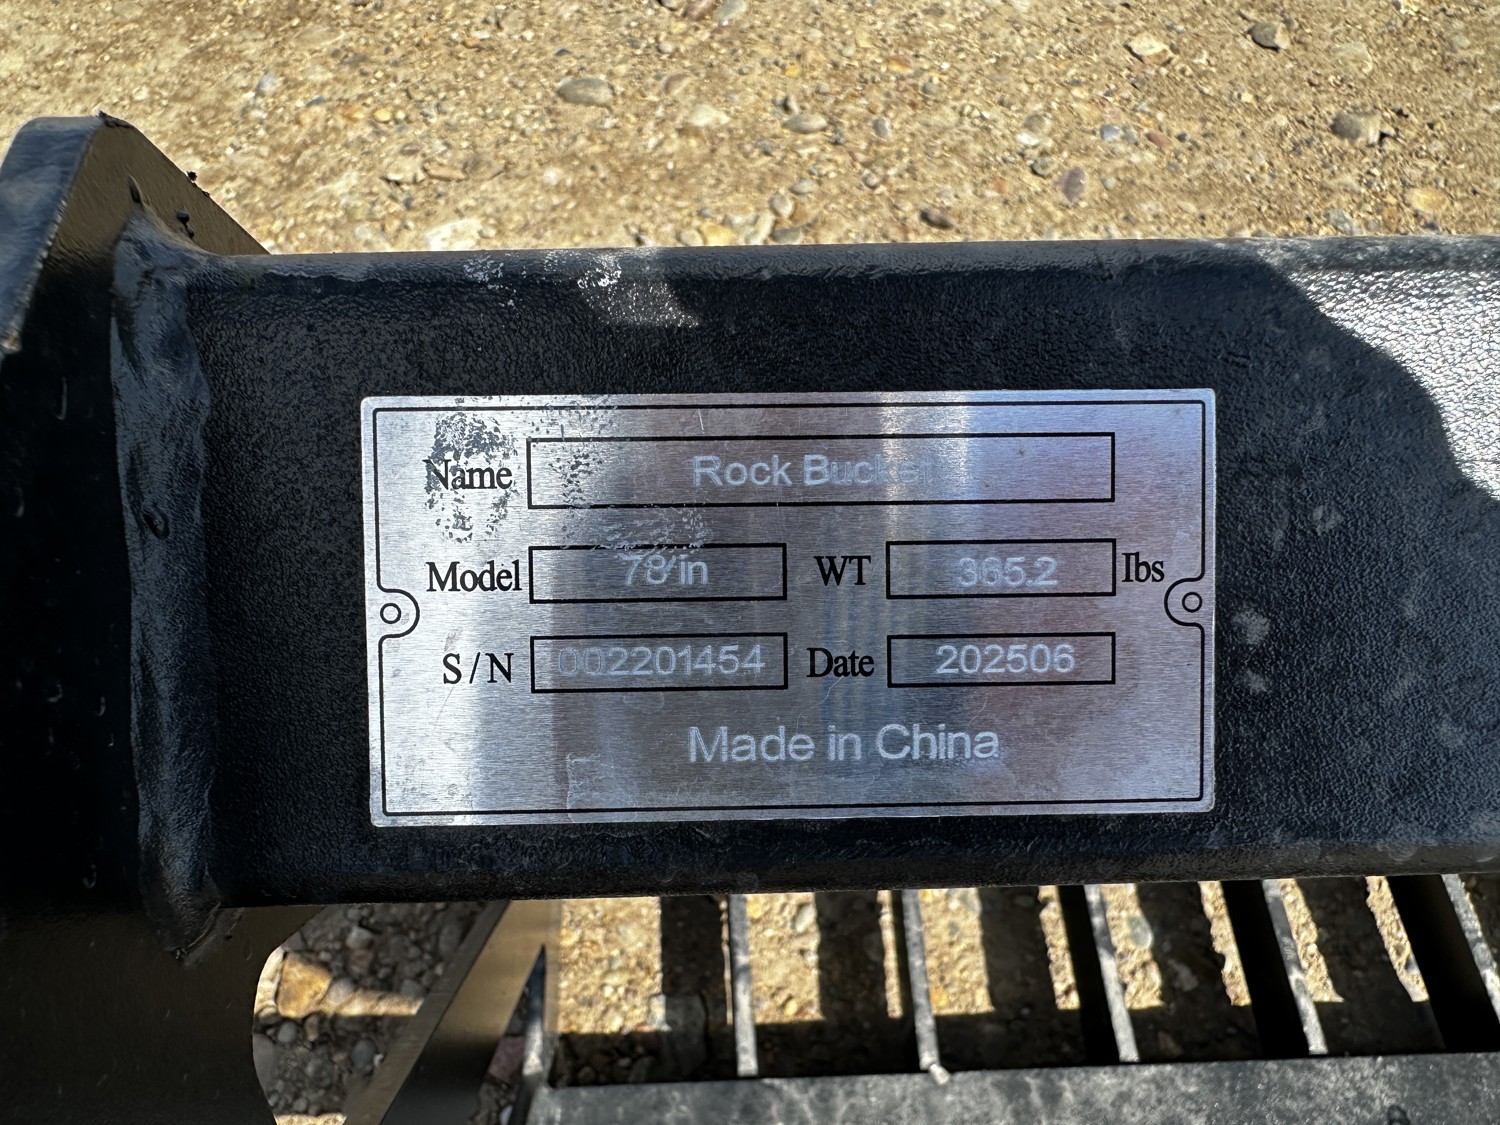 Name Rock Bucket
Model 78/in WT 365.2 lbs
S/N 002201454 Date 202506
Made in China